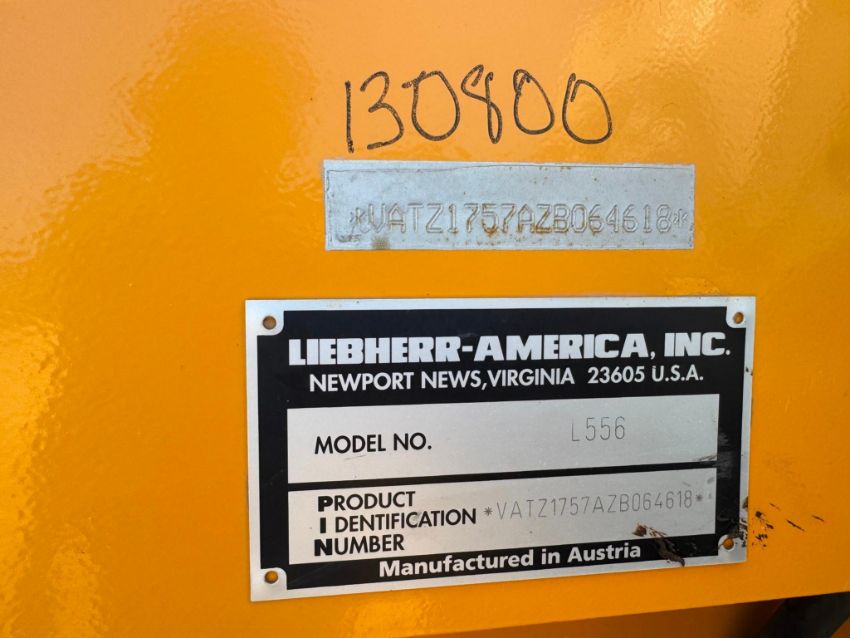 130800
*VATZ1757AZB064618*
LIEBHERR-AMERICA, INC.
NEWPORT NEWS, VIRGINIA 23605 U.S.A.
MODEL NO. L556
PRODUCT
IDENTIFICATION *VATZ1757AZB064618*
NUMBER
Manufactured in Austria